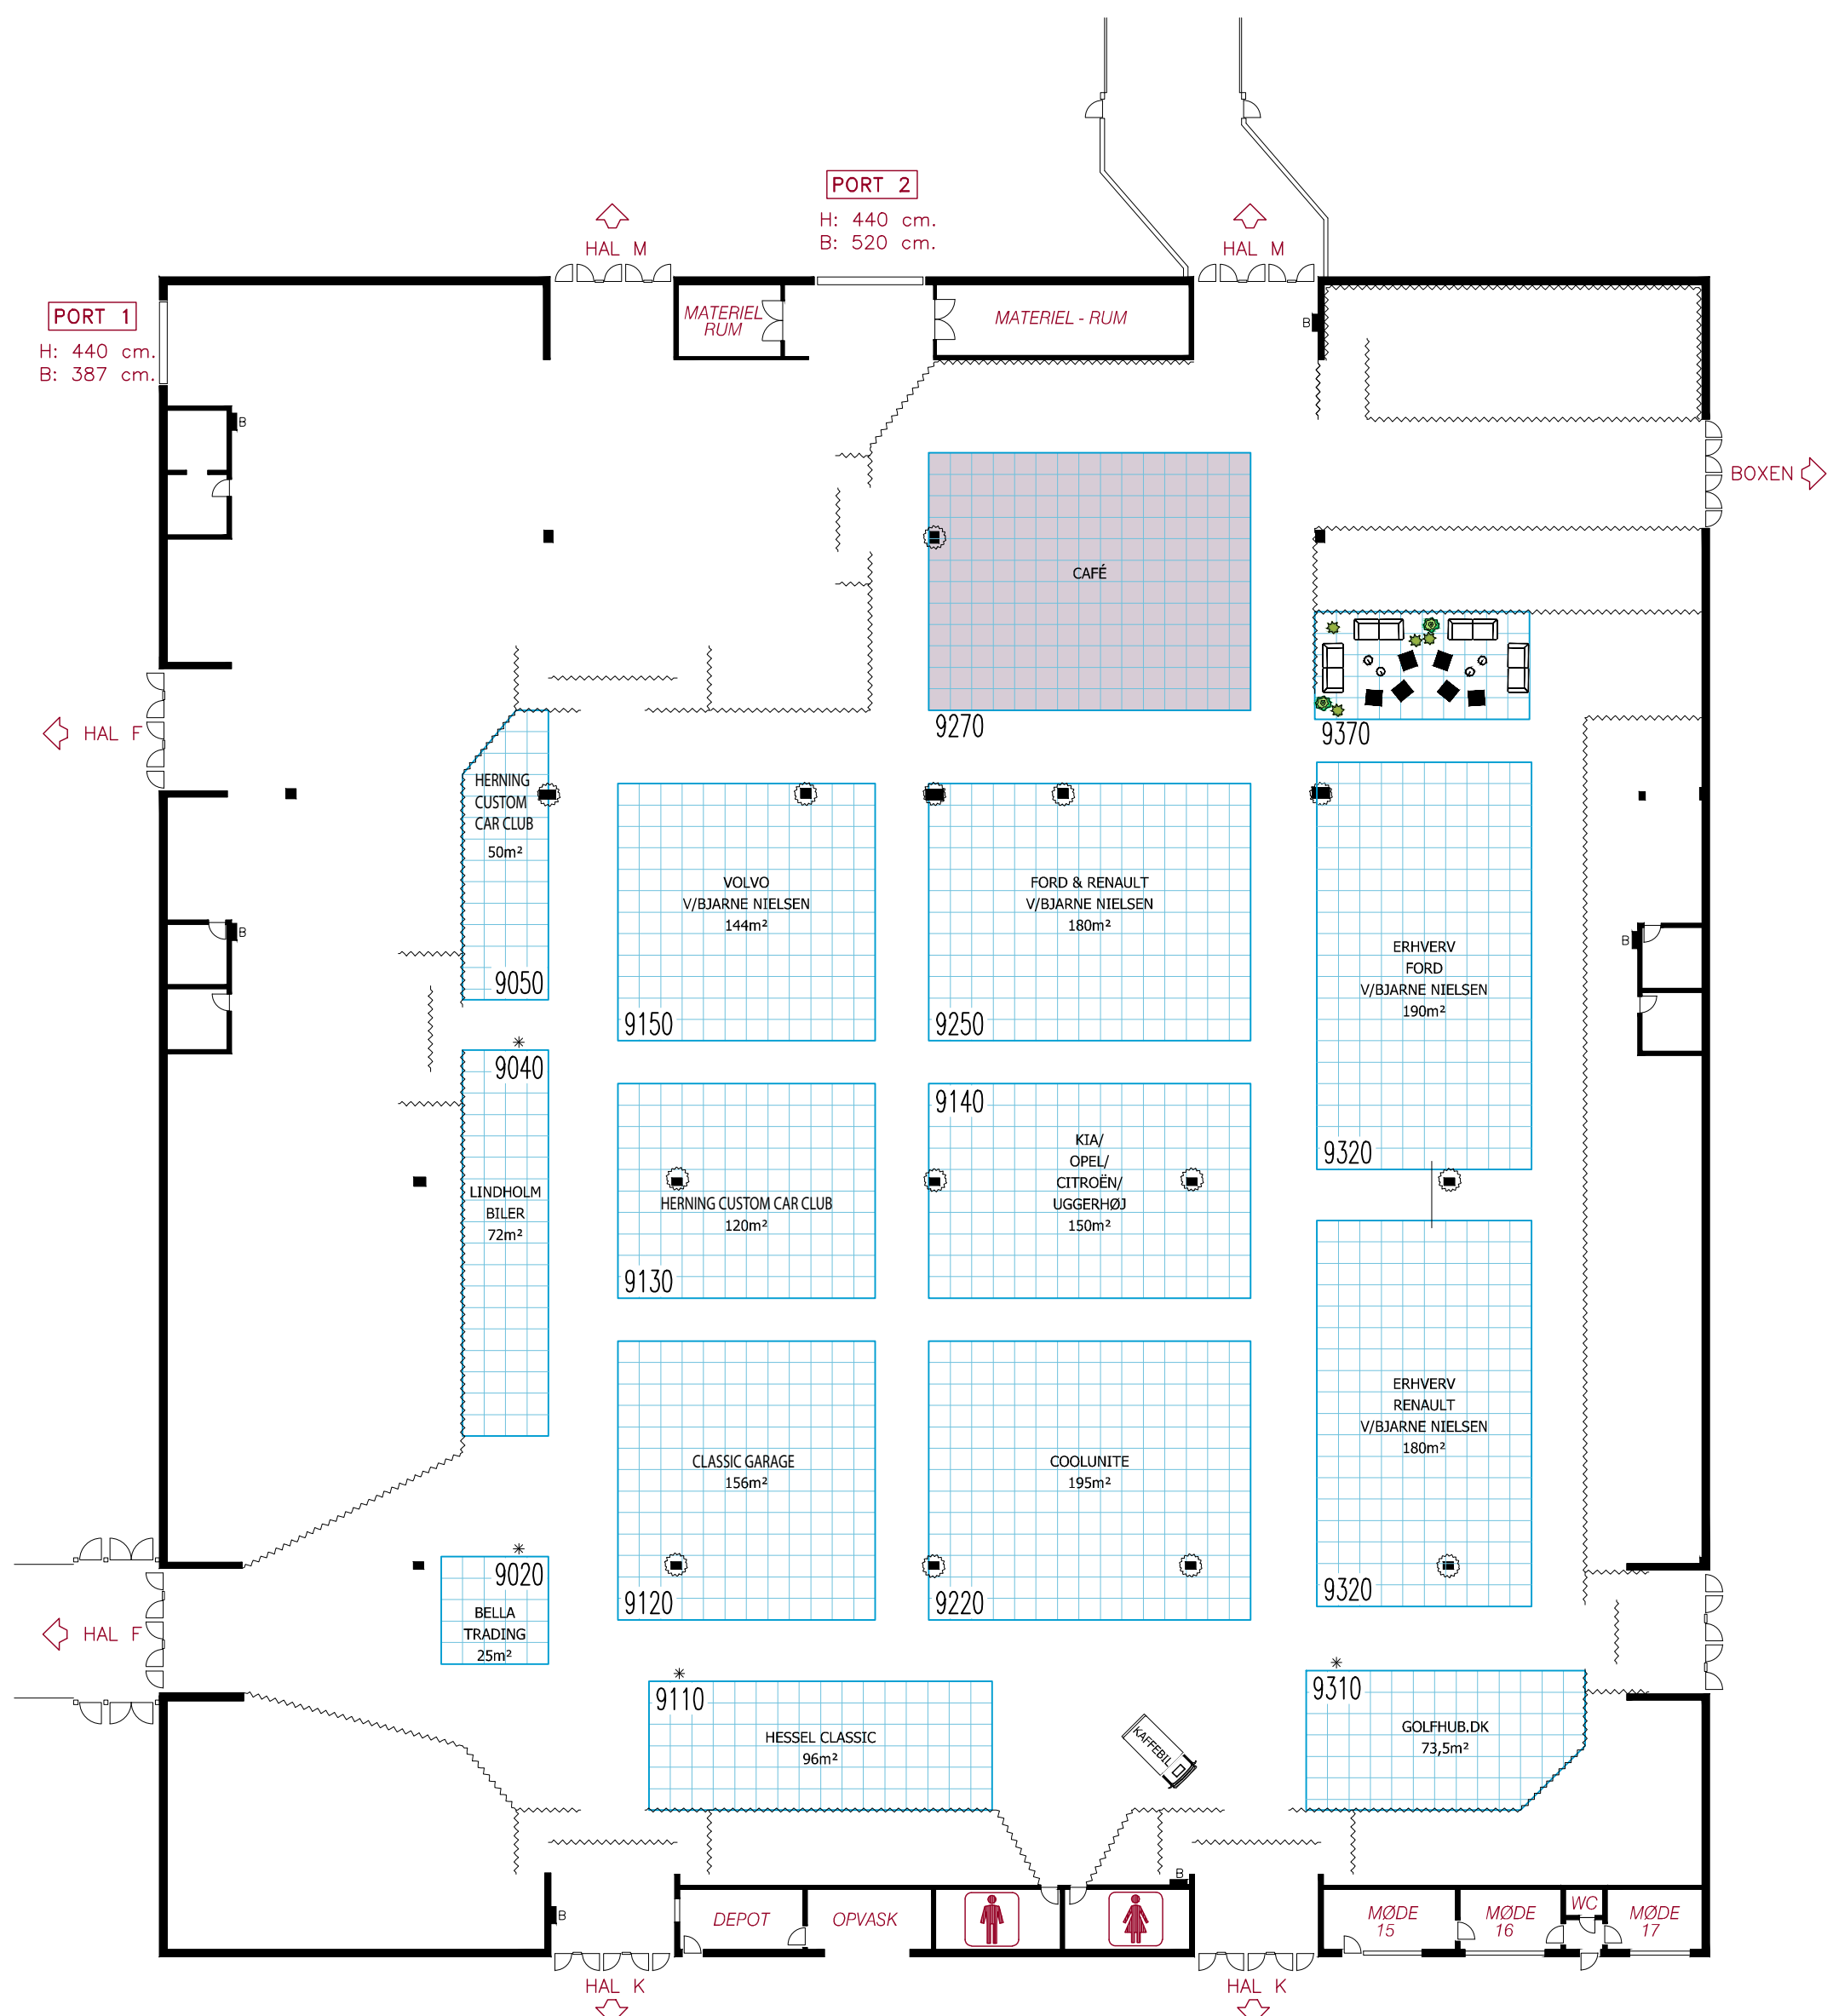 PORT 2
H: 440 cm.
B: 520 cm.
HAL M
HAL M
PORT 1
H: 440 cm.
B: 387 cm.
MATERIEL
RUM
MATERIEL - RUM
B
B
BOXEN
CAFÉ
9270
9370
HAL F
HERNING
CUSTOM
CAR CLUB
50m²
9050
VOLVO
V/BJARNE NIELSEN
144m²
9150
FORD & RENAULT
V/BJARNE NIELSEN
180m²
9250
ERHVERV
FORD
V/BJARNE NIELSEN
190m²
9320
B
B
9040
LINDHOLM
BILER
72m²
HERNING CUSTOM CAR CLUB
120m²
9130
9140
KIA/
OPEL/
CITROËN/
UGGERHØJ
150m²
CLASSIC GARAGE
156m²
9120
COOLUNITE
195m²
9220
ERHVERV
RENAULT
V/BJARNE NIELSEN
180m²
9320
9020
BELLA
TRADING
25m²
HAL F
9110
HESSEL CLASSIC
96m²
KAFFEBIL
9310
GOLFHUB.DK
73,5m²
B
B
DEPOT
OPVASK
MØDE
15
MØDE
16
WC
MØDE
17
HAL K
HAL K